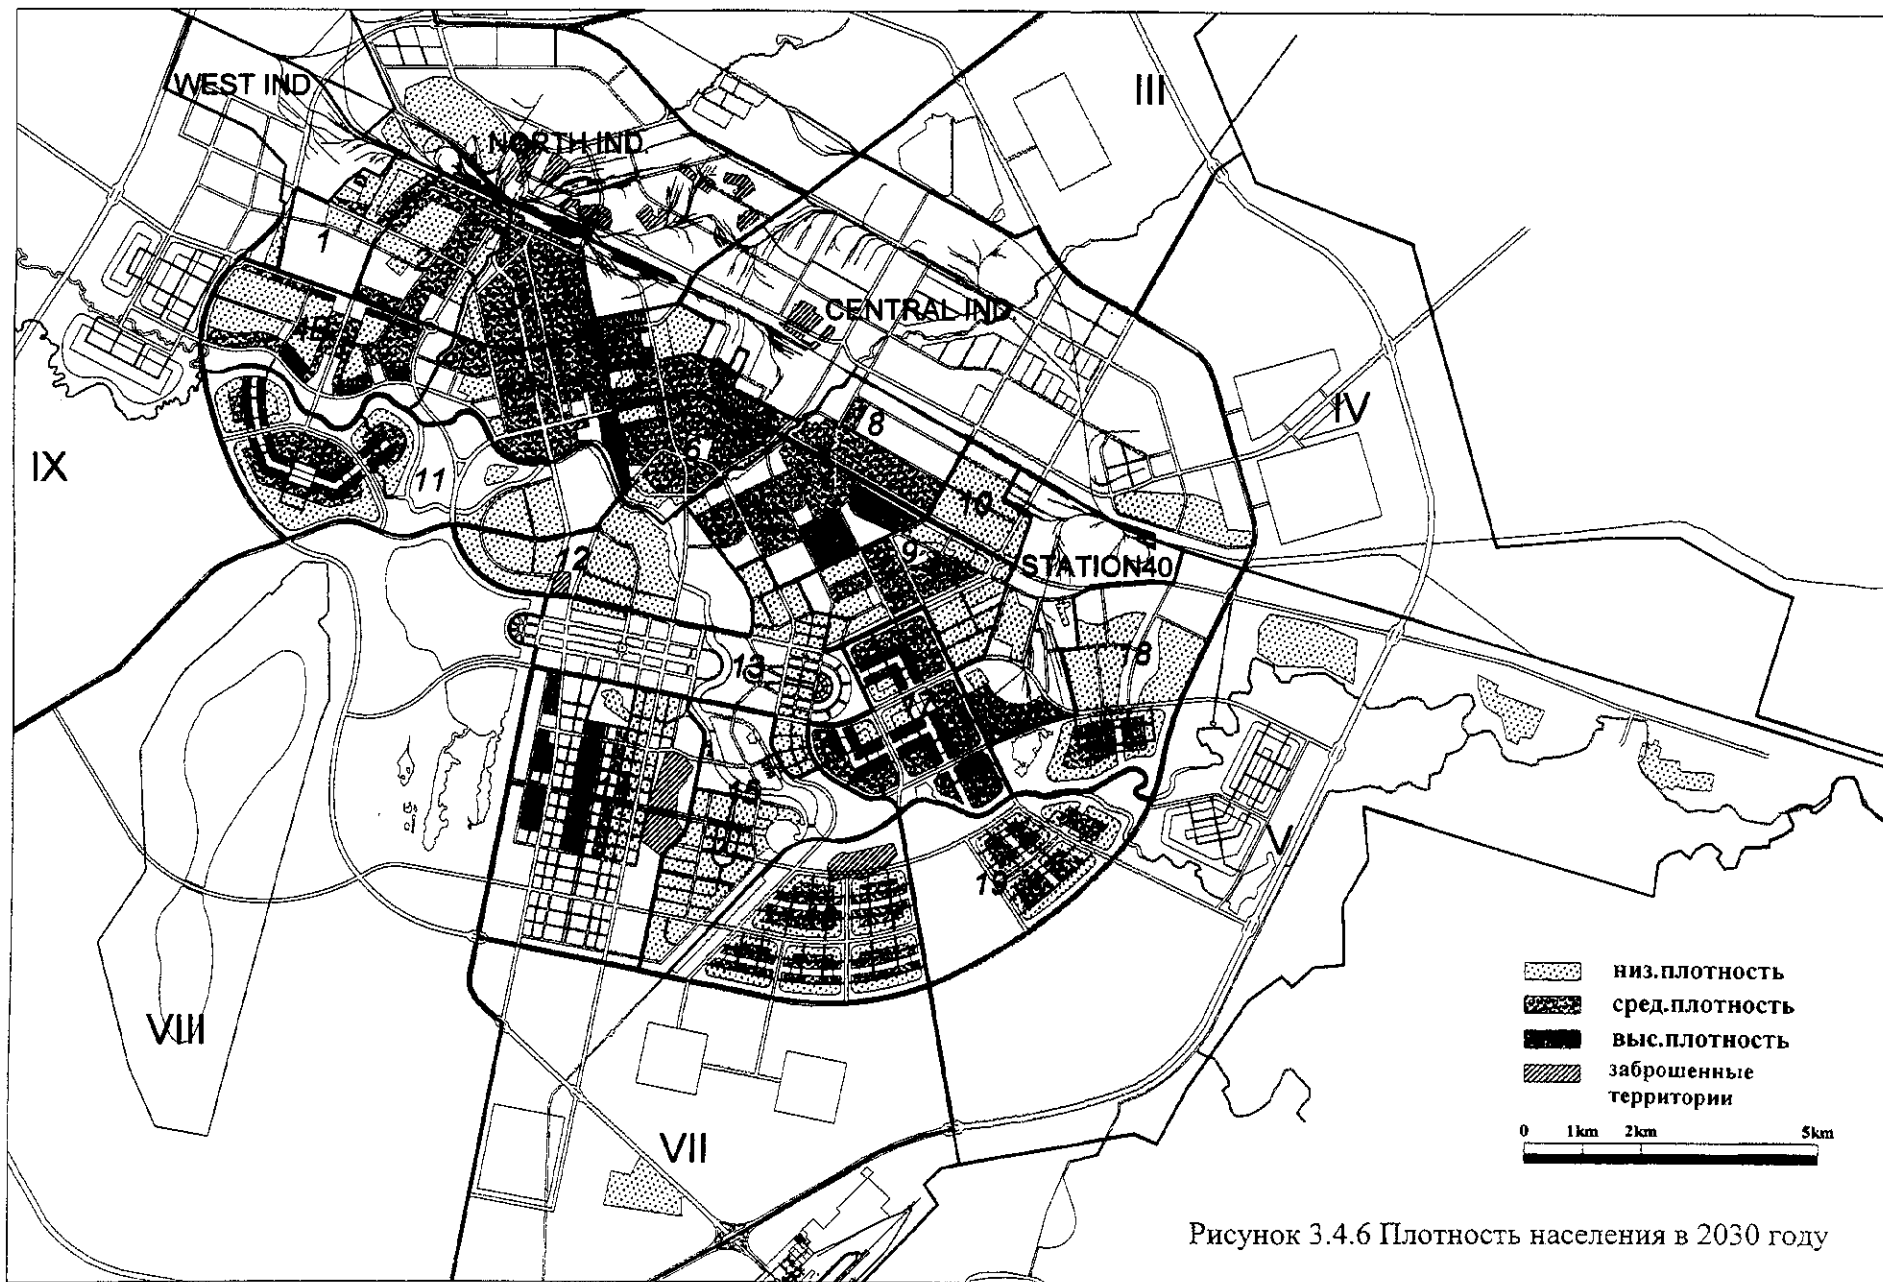 WEST IND.
III
NORTH IND.
1
CENTRAL IND.
IV
8
6
IX
11
10
9
12
STATION40
13
18
15
V
19
низ.плотность
сред.плотность
выс.плотность
заброшенные
территории
VIII
0 1km 2km 5km
VII
Рисунок 3.4.6 Плотность населения в 2030 году